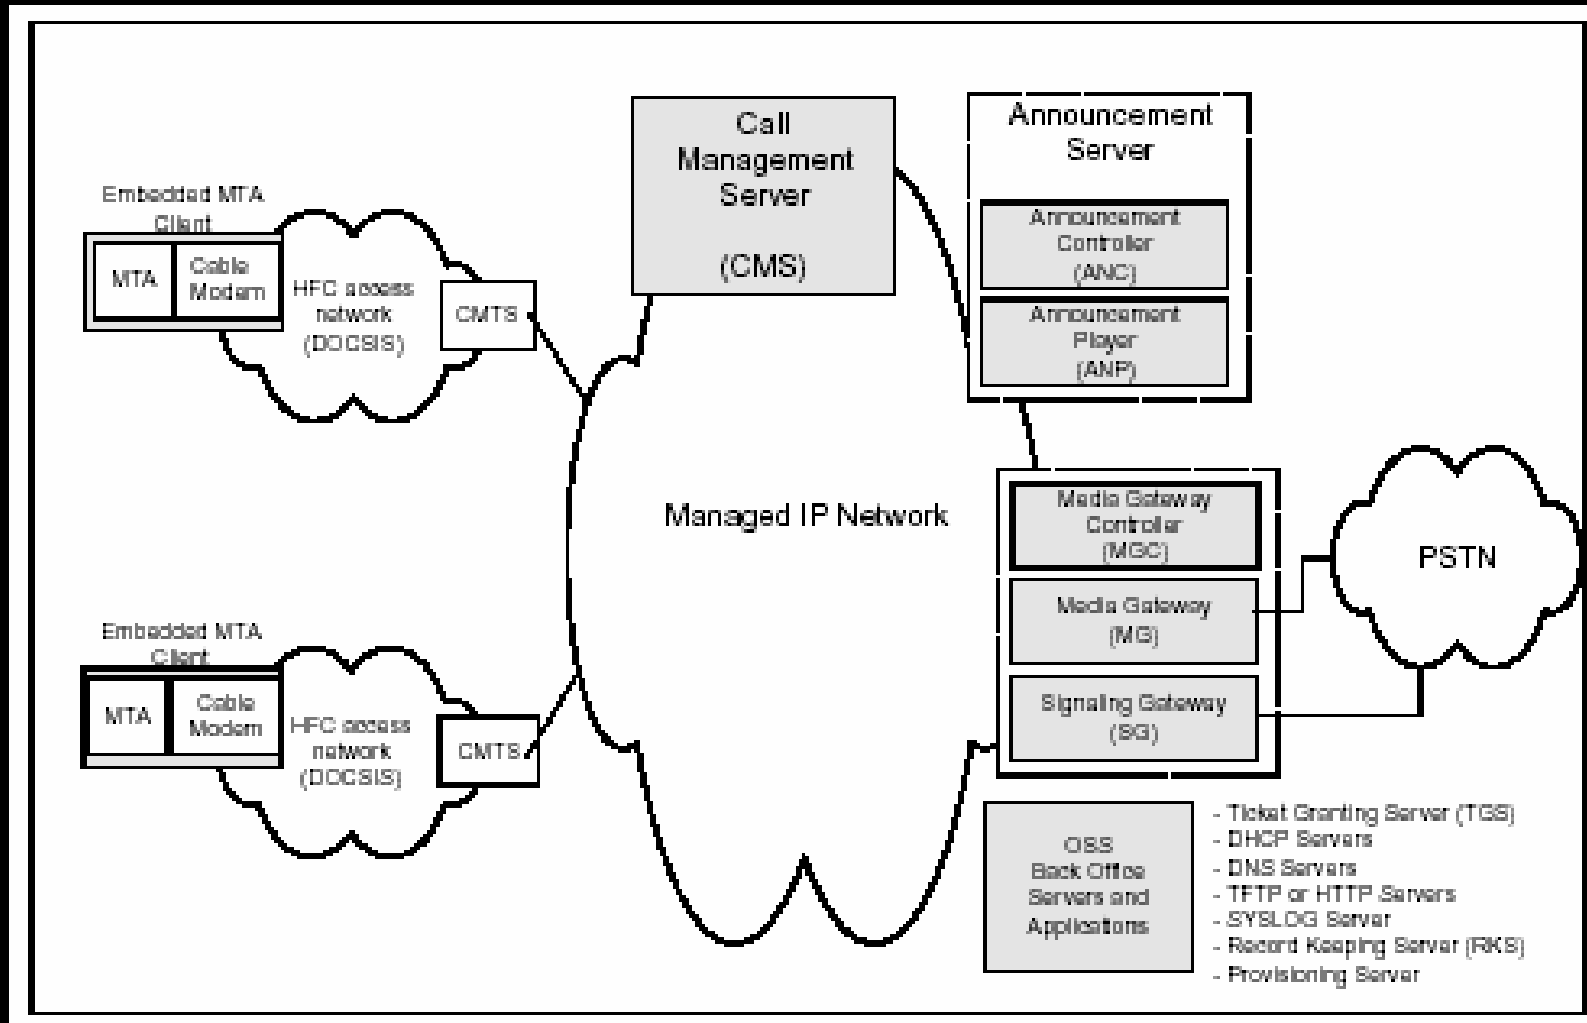 Call
Management
Server
(CMS)
Announcement
Server
Announcement
Controller
(ANC)
Announcement
Player
(ANP)
Embedded MTA
Client
MTA
Cable
Modem
HFC access
network
(DOCSIS)
CMTS
Managed IP Network
Media Gateway
Controller
(MGC)
Media Gateway
(MG)
Signaling Gateway
(SG)
PSTN
Embedded MTA
Client
MTA
Cable
Modem
HFC access
network
(DOCSIS)
CMTS
OSS
Back Office
Servers and
Applications
- Ticket Granting Server (TGS)
- DHCP Servers
- DNS Servers
- TFTP or HTTP Servers
- SYSLOG Server
- Record Keeping Server (RKS)
- Provisioning Server